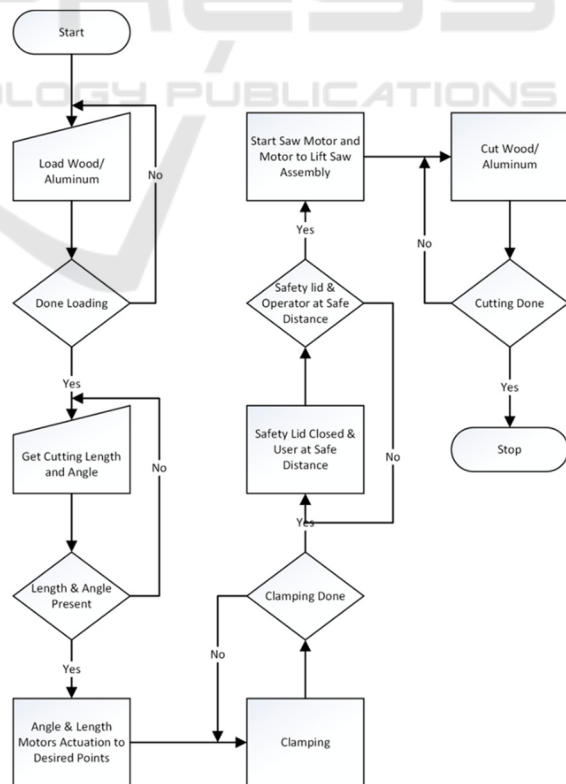 PRESS
LOGY PUBLICATIONS
Start
Load Wood/
Aluminum
No
Done Loading
Yes
Get Cutting Length
and Angle
No
Length & Angle
Present
Yes
Angle & Length
Motors Actuation to
Desired Points
Clamping
No
Clamping Done
Yes
Safety Lid Closed &
User at Safe
Distance
No
Safety lid &
Operator at Safe
Distance
Yes
Start Saw Motor and
Motor to Lift Saw
Assembly
Cut Wood/
Aluminum
No
Cutting Done
Yes
Stop